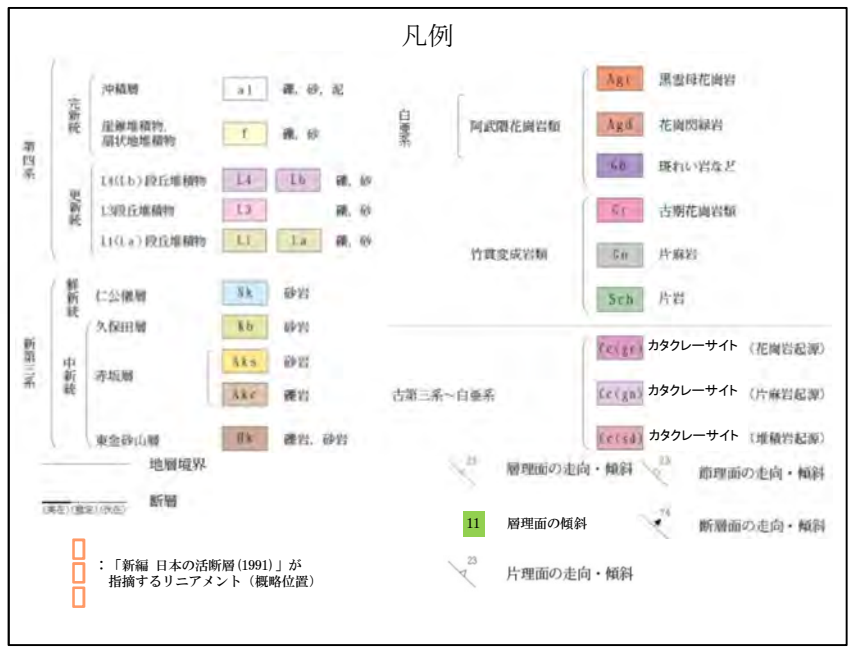 凡例
第四系
完新統
沖積層 al 礫，砂，泥
崖錐堆積物，
扇状地堆積物 f 礫，砂
更新統
L4(Lb)段丘堆積物 L4 Lb 礫，砂
L3段丘堆積物 L3 礫，砂
L1(La)段丘堆積物 L1 La 礫，砂
新第三系
鮮新統
仁公儀層 Nk 砂岩
中新統
久保田層 Kb 砂岩
赤坂層 Aks 砂岩
Akc 礫岩
東金砂山層 Hk 礫岩，砂岩
地層境界
断層
(実在)(推定)(伏在)
：「新編 日本の活断層(1991)」が
指摘するリニアメント（概略位置）
白亜系
阿武隈花崗岩類
Agr 黒雲母花崗岩
Agd 花崗閃緑岩
Gb 斑れい岩など
竹貫変成岩類
Gr 古期花崗岩類
Gn 片麻岩
Sch 片岩
古第三系～白亜系
Cc(gr) カタクレーサイト （花崗岩起源）
Cc(gn) カタクレーサイト （片麻岩起源）
Cc(sd) カタクレーサイト （堆積岩起源）
層理面の走向・傾斜
節理面の走向・傾斜
11 層理面の傾斜
断層面の走向・傾斜
23 片理面の走向・傾斜